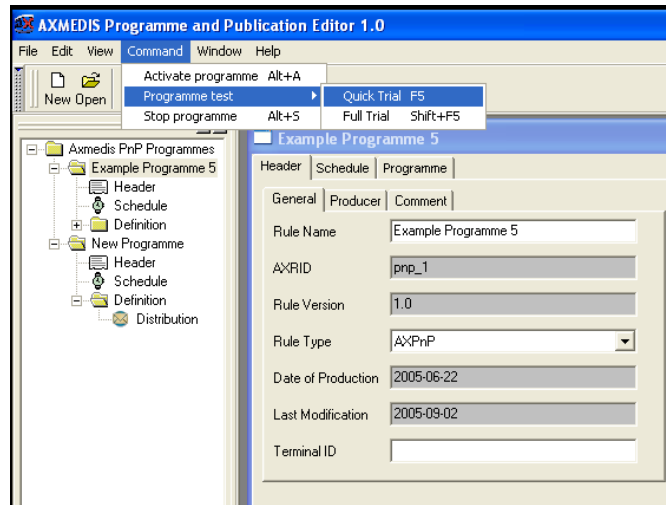 AXMEDIS Programme and Publication Editor 1.0
File Edit View Command Window Help
New Open
Activate programme Alt+A
Programme test
Stop programme Alt+S
Quick Trial F5
Full Trial Shift+F5
Axmedis PnP Programmes
Example Programme 5
Header
Schedule
Definition
New Programme
Header
Schedule
Definition
Distribution
Example Programme 5
Header Schedule Programme
General Producer Comment
Rule Name Example Programme 5
AXRID pnp_1
Rule Version 1.0
Rule Type AXPnP
Date of Production 2005-06-22
Last Modification 2005-09-02
Terminal ID